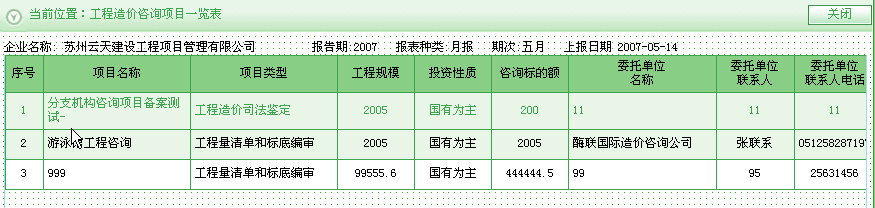 当前位置：工程造价咨询项目一览表 关闭
企业名称: 苏州云天建设工程项目管理有限公司 报告期:2007 报表种类:月报 期次:五月 上报日期 2007-05-14
序号 项目名称 项目类型 工程规模 投资性质 咨询标的额 委托单位 委托单位 委托单位
名称 联系人 联系人电话
1 分支机构咨询项目备案测 工程造价司法鉴定 2005 国有为主 200 11 11 11
试-
2 游泳 工程咨询 工程量清单和标底编审 2005 国有为主 2005 酶联国际造价咨询公司 张联系 05125828719
3 999 工程量清单和标底编审 99555.6 国有为主 444444.5 99 95 25631456